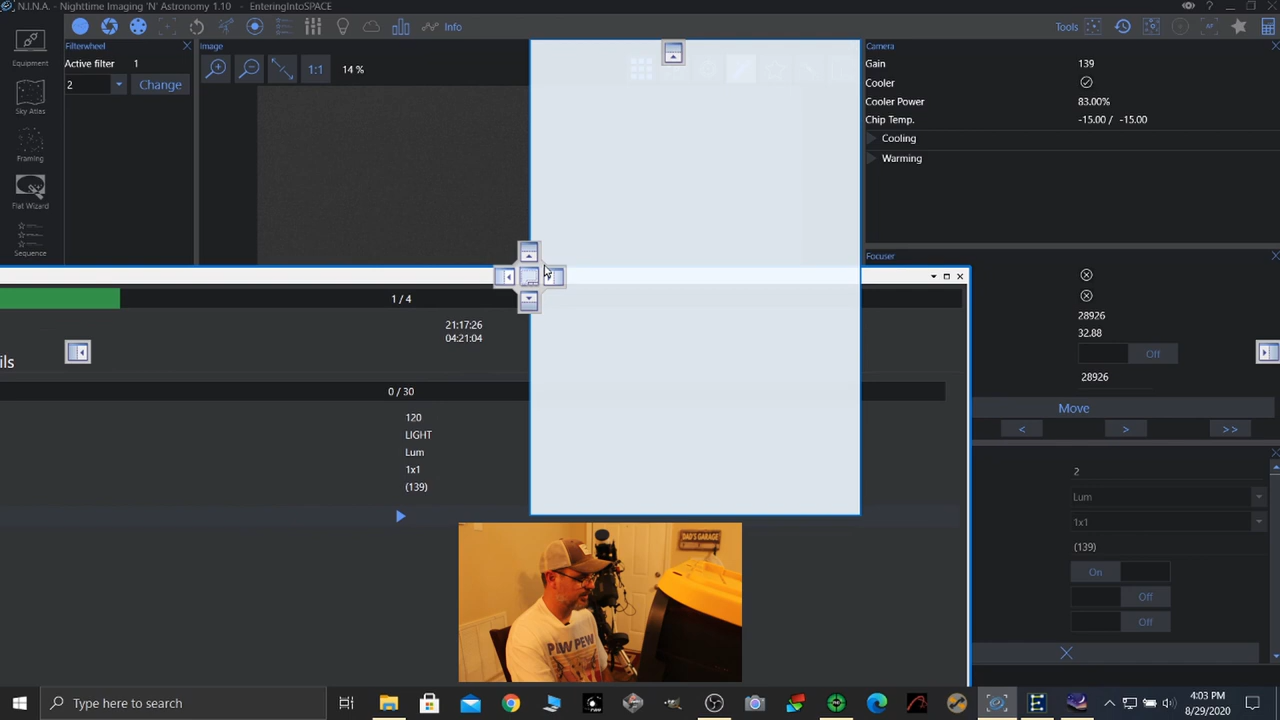 N.I.N.A. - Nighttime Imaging 'N' Astronomy 1.10 - EnteringIntoSPACE
Info
Tools
Equipment
Sky Atlas
Framing
Flat Wizard
Sequence
Filterwheel
Active filter 1
2 Change
Image
1:1 14 %
Camera
Gain 139
Cooler
Cooler Power 83.00%
Chip Temp. -15.00 / -15.00
Cooling
Warming
Focuser
28926
32.88
Off
28926
Move
< > >>
2
Lum
1x1
(139)
On
Off
Off
1 / 4
21:17:26
04:21:04
ils
0 / 30
120
LIGHT
Lum
1x1
(139)
DAD'S GARAGE
PAW PEW
Type here to search
4:03 PM
8/29/2020